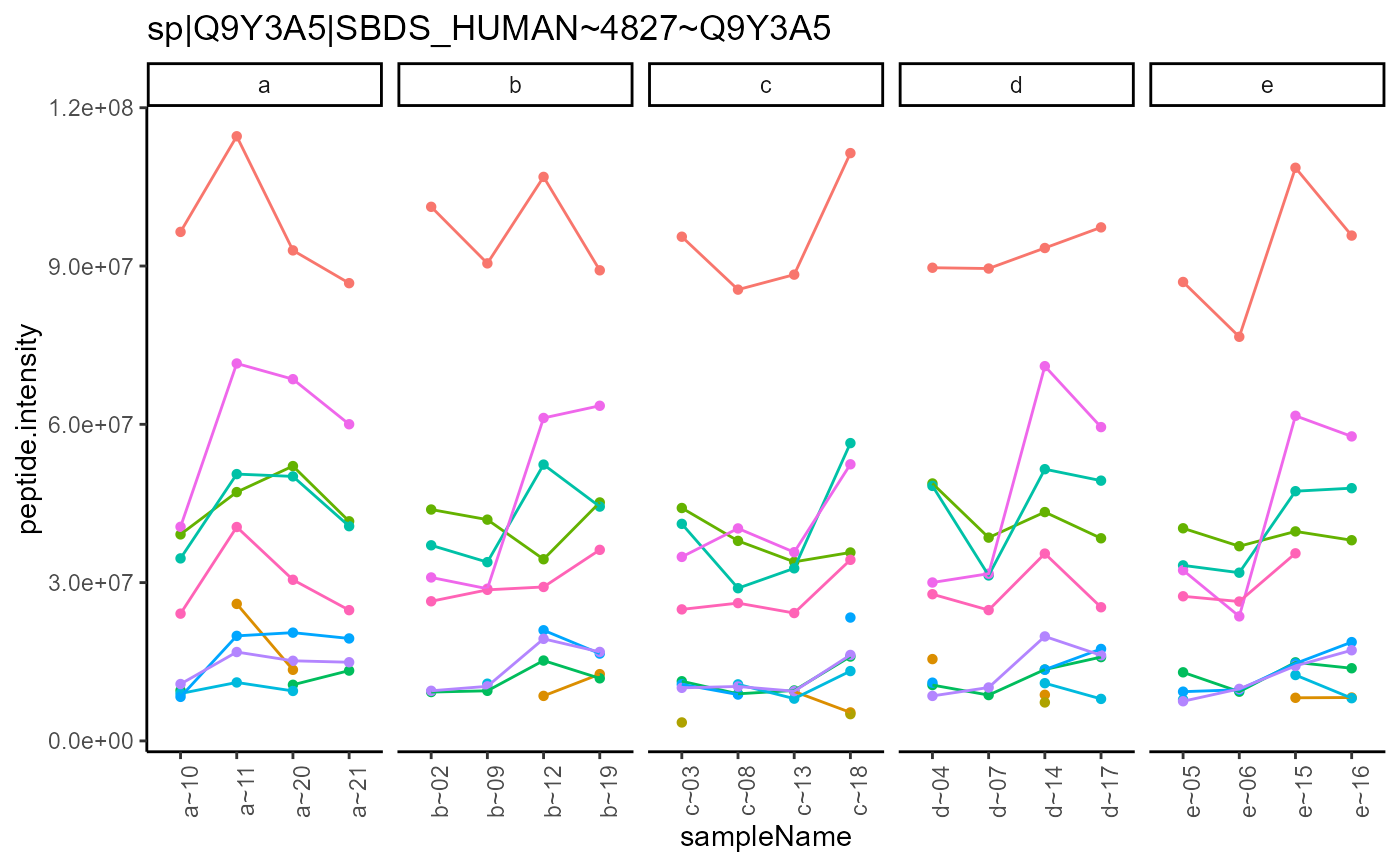 sp|Q9Y3A5|SBDS_HUMAN~4827~Q9Y3A5
a b c d e
1.2e+08
9.0e+07
6.0e+07
3.0e+07
0.0e+00
peptide.intensity
a~10 a~11 a~20 a~21 b~02 b~09 b~12 b~19 c~03 c~08 c~13 c~18 d~04 d~07 d~14 d~17 e~05 e~06 e~15 e~16
sampleName